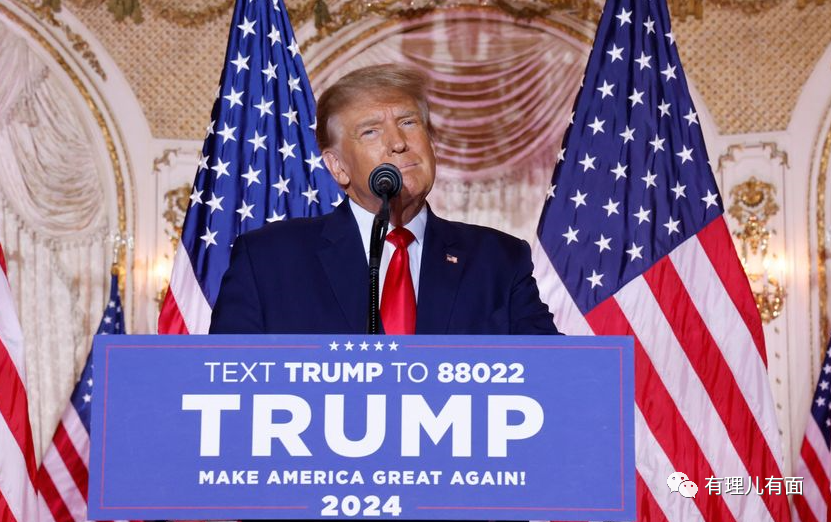 TEXT TRUMP TO 88022
TRUMP
MAKE AMERICA GREAT AGAIN!
2024
有理儿有面